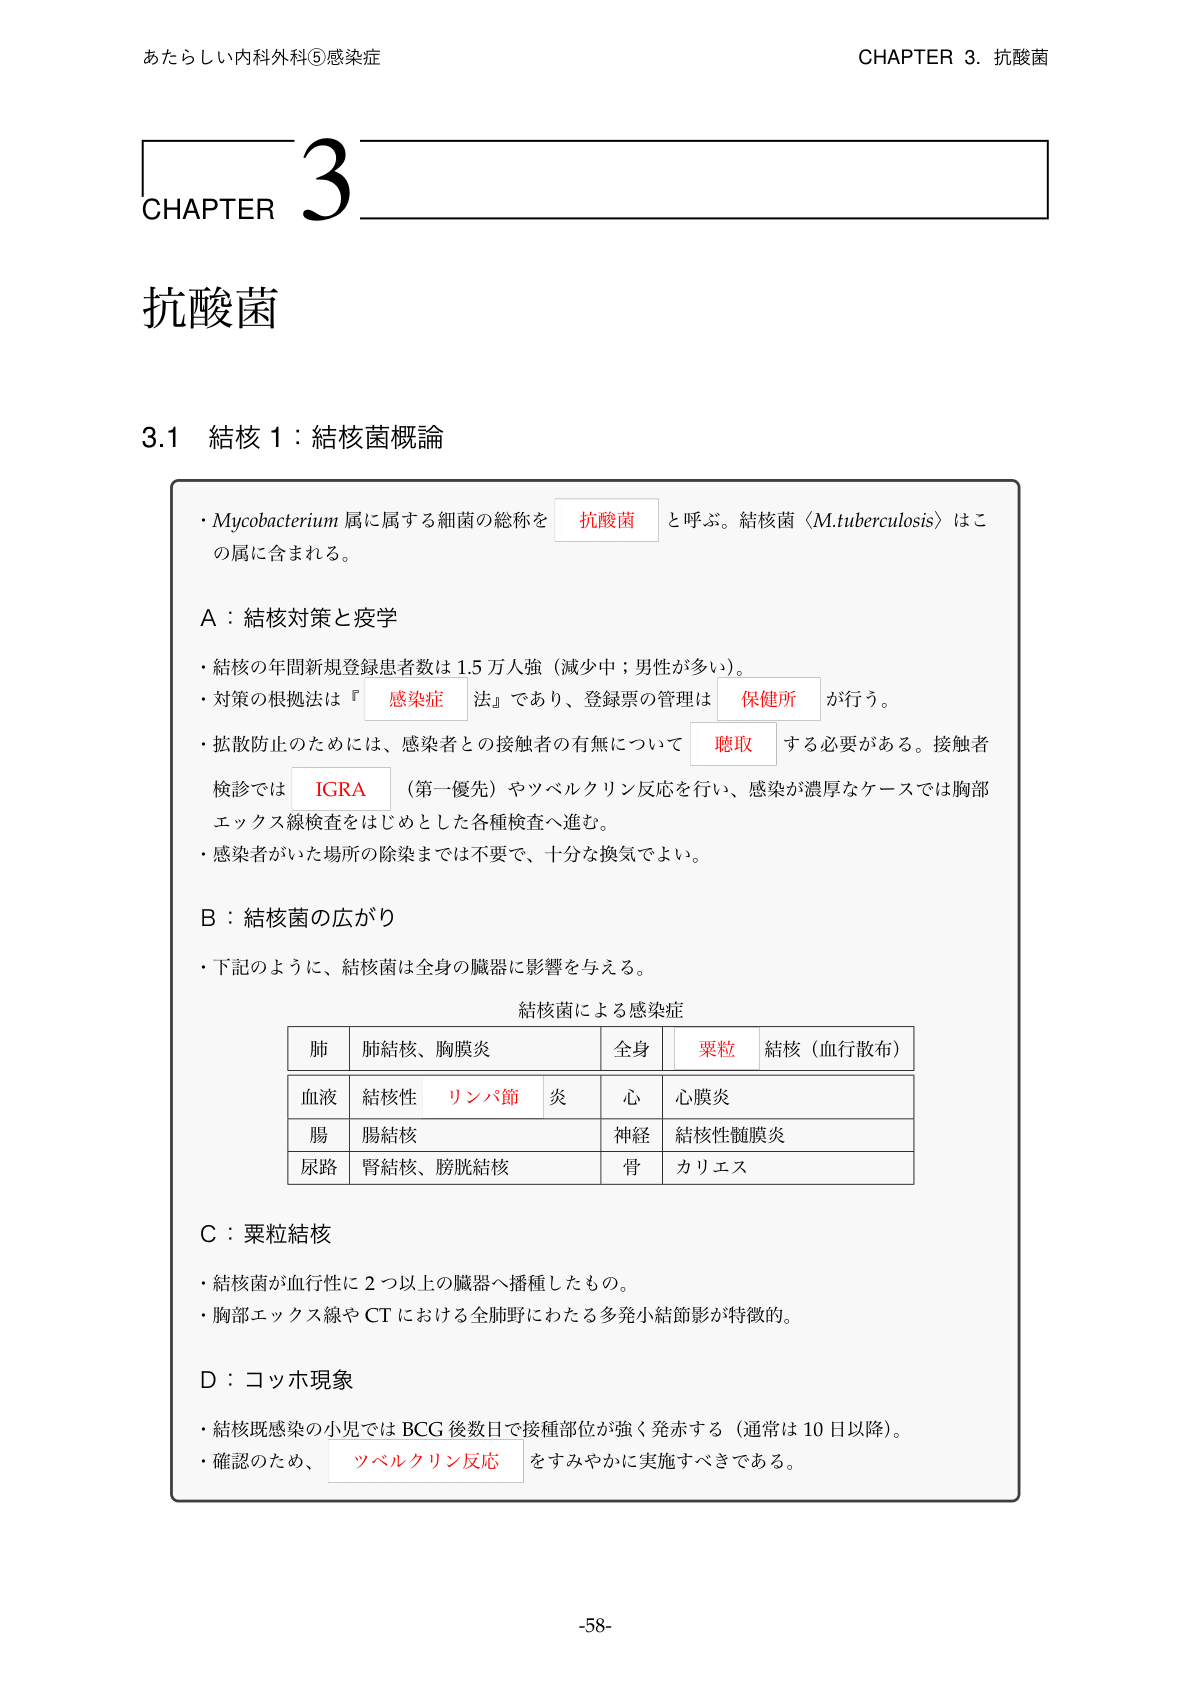 あたらしい内科外科⑤感染症 CHAPTER 3. 抗酸菌
CHAPTER 3
抗酸菌
3.1 結核 1：結核菌概論
・Mycobacterium 属に属する細菌の総称を 抗酸菌 と呼ぶ。結核菌〈M.tuberculosis〉はこ
の属に含まれる。
A：結核対策と疫学
・結核の年間新規登録患者数は 1.5 万人強（減少中；男性が多い）。
・対策の根拠法は『 感染症 法』であり、登録票の管理は 保健所 が行う。
・拡散防止のためには、感染者との接触者の有無について 聴取 する必要がある。接触者
検診では IGRA （第一優先）やツベルクリン反応を行い、感染が濃厚なケースでは胸部
エックス線検査をはじめとした各種検査へ進む。
・感染者がいた場所の除染までは不要で、十分な換気でよい。
B：結核菌の広がり
・下記のように、結核菌は全身の臓器に影響を与える。
結核菌による感染症
肺 肺結核、胸膜炎 全身 粟粒 結核（血行散布）
血液 結核性 リンパ節 炎 心 心膜炎
腸 腸結核 神経 結核性髄膜炎
尿路 腎結核、膀胱結核 骨 カリエス
C：粟粒結核
・結核菌が血行性に 2 つ以上の臓器へ播種したもの。
・胸部エックス線や CT における全肺野にわたる多発小結節影が特徴的。
D：コッホ現象
・結核既感染の小児では BCG 後数日で接種部位が強く発赤する（通常は 10 日以降）。
・確認のため、 ツベルクリン反応 をすみやかに実施すべきである。
-58-